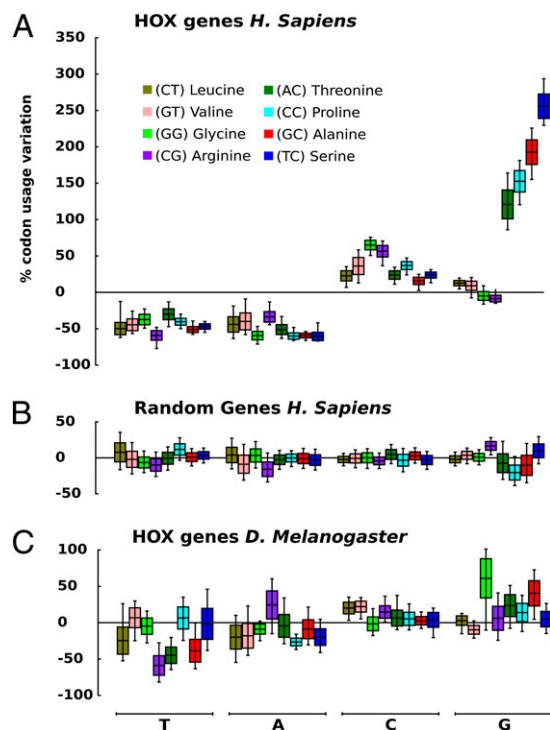 A HOX genes H. Sapiens
350
300
250
200
150
100
50
0
-50
-100
% codon usage variation
(CT) Leucine (AC) Threonine
(GT) Valine (CC) Proline
(GG) Glycine (GC) Alanine
(CG) Arginine (TC) Serine
B Random Genes H. Sapiens
50
0
-50
C HOX genes D. Melanogaster
100
50
0
-50
-100
T A C G